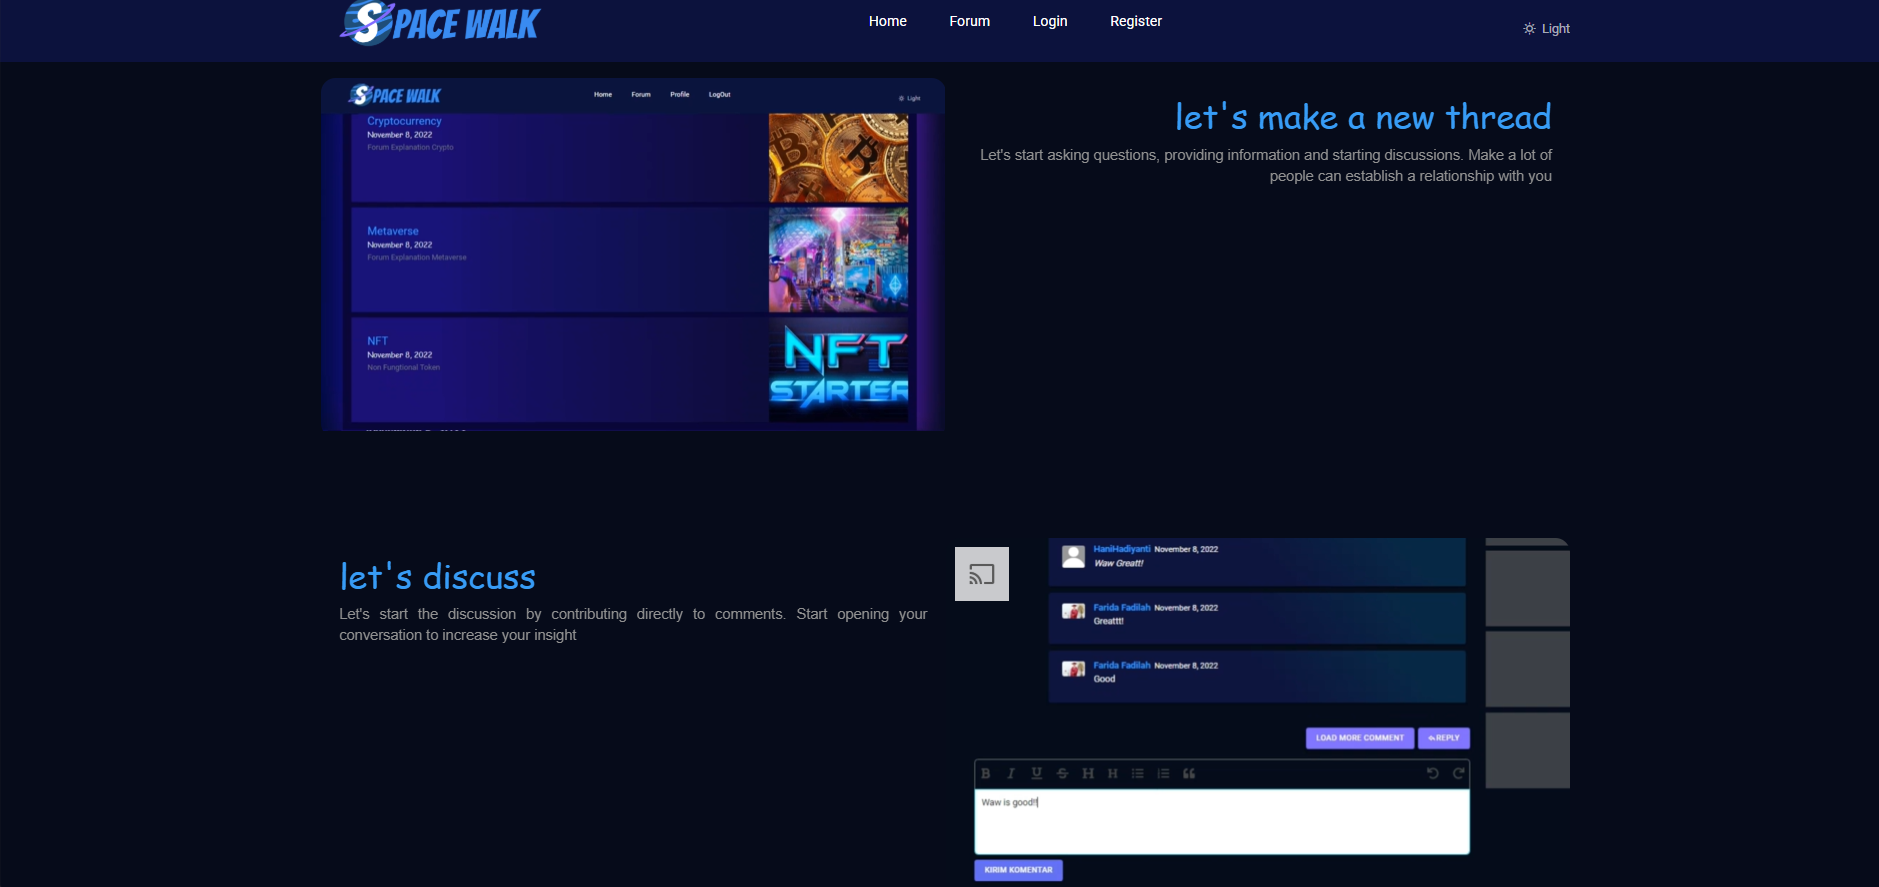 SPACE WALK
Home Forum Login Register
Light
SPACE WALK
Home Forum Profile LogOut
Light
Cryptocurrency
November 8, 2022
Forum Explanation Crypto
Metaverse
November 8, 2022
Forum Explanation Metaverse
NFT
November 8, 2022
Non Fungtional Token
NFT
STARTER
let's make a new thread
Let's start asking questions, providing information and starting discussions. Make a lot of
people can establish a relationship with you
let's discuss
Let's start the discussion by contributing directly to comments. Start opening your
conversation to increase your insight
HaniHadiyanti November 8, 2022
Waw Greatt!
Farida Fadilah November 8, 2022
Greattt!
Farida Fadilah November 8, 2022
Good
LOAD MORE COMMENT REPLY
B I U S H H
Waw is good!!
KIRIM KOMENTAR